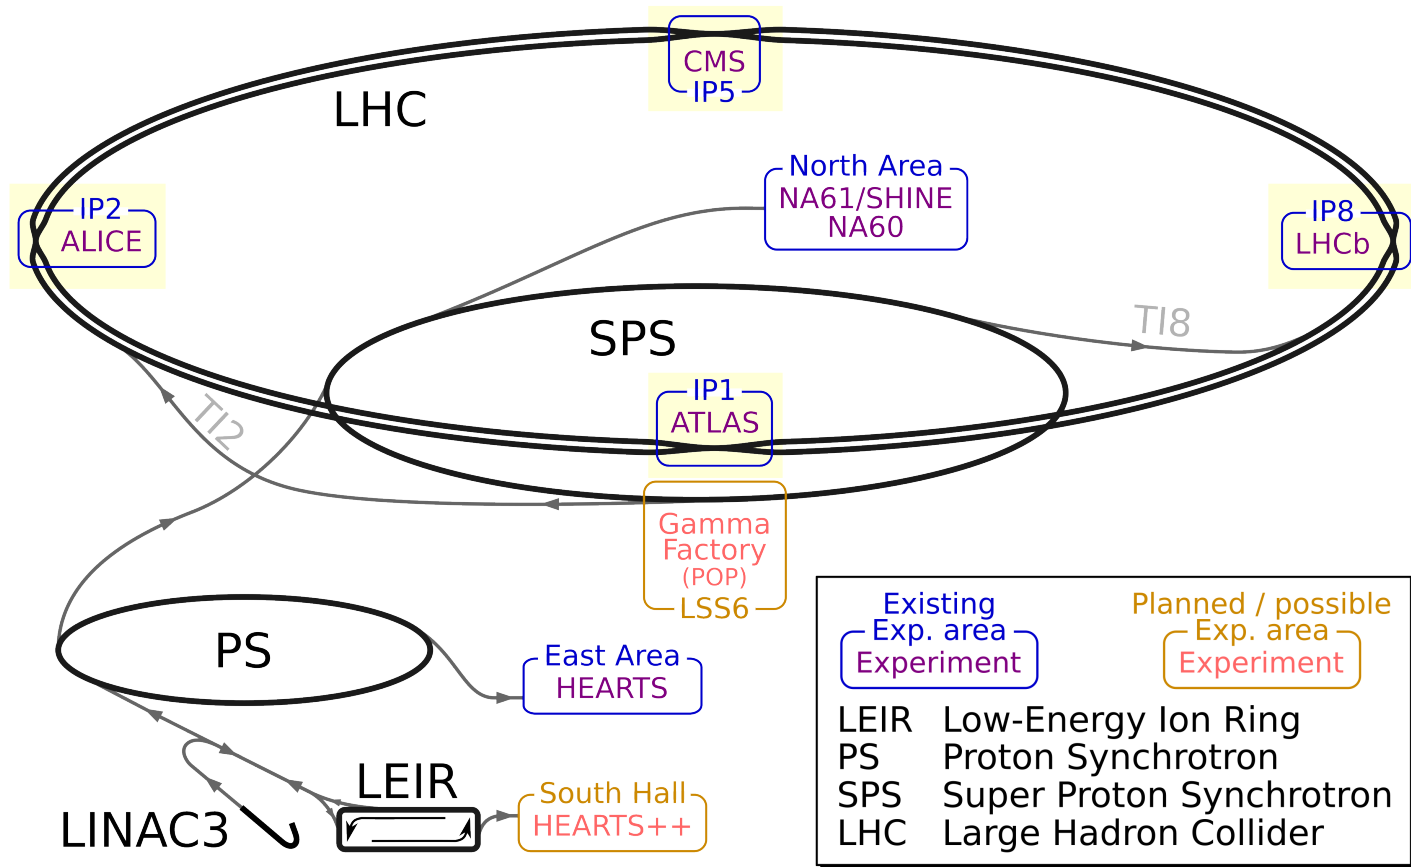 CMS
IP5
LHC
North Area
NA61/SHINE
NA60
IP2
ALICE
IP8
LHCb
TI8
SPS
IP1
ATLAS
TI2
Gamma
Factory
(POP)
LSS6
PS
East Area
HEARTS
LEIR
LINAC3
South Hall
HEARTS++
Existing
Exp. area
Experiment
Planned / possible
Exp. area
Experiment
LEIR Low-Energy Ion Ring
PS Proton Synchrotron
SPS Super Proton Synchrotron
LHC Large Hadron Collider